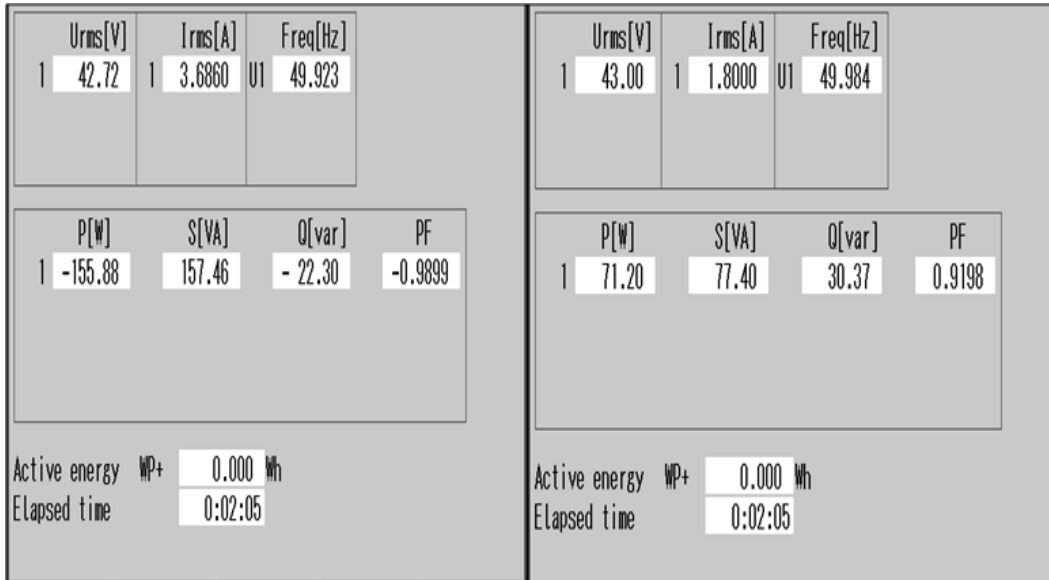 Urms[V] Irms[A] Freq[Hz]
1 42.72 1 3.6860 U1 49.923
P[W] S[VA] Q[var] PF
1 -155.88 157.46 - 22.30 -0.9899
Active energy WP+ 0.000 Wh
Elapsed time 0:02:05
Urms[V] Irms[A] Freq[Hz]
1 43.00 1 1.8000 U1 49.984
P[W] S[VA] Q[var] PF
1 71.20 77.40 30.37 0.9198
Active energy WP+ 0.000 Wh
Elapsed time 0:02:05